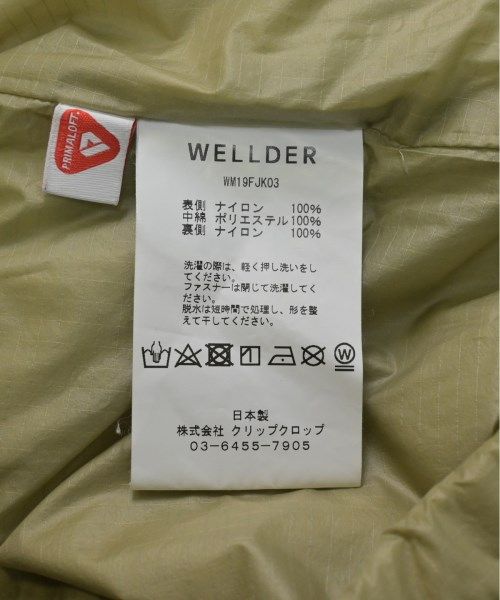 PRIMALOFT.
WELLDER
WM19FJK03
表側 ナイロン 100%
中綿 ポリエステル 100%
裏側 ナイロン 100%
洗濯の際は、軽く押し洗いをし
てください。
ファスナーは閉じて洗濯してく
ださい。
脱水は短時間で処理し、形を整
えて干してください。
W
日本製
株式会社 クリップクロップ
03-6455-7905